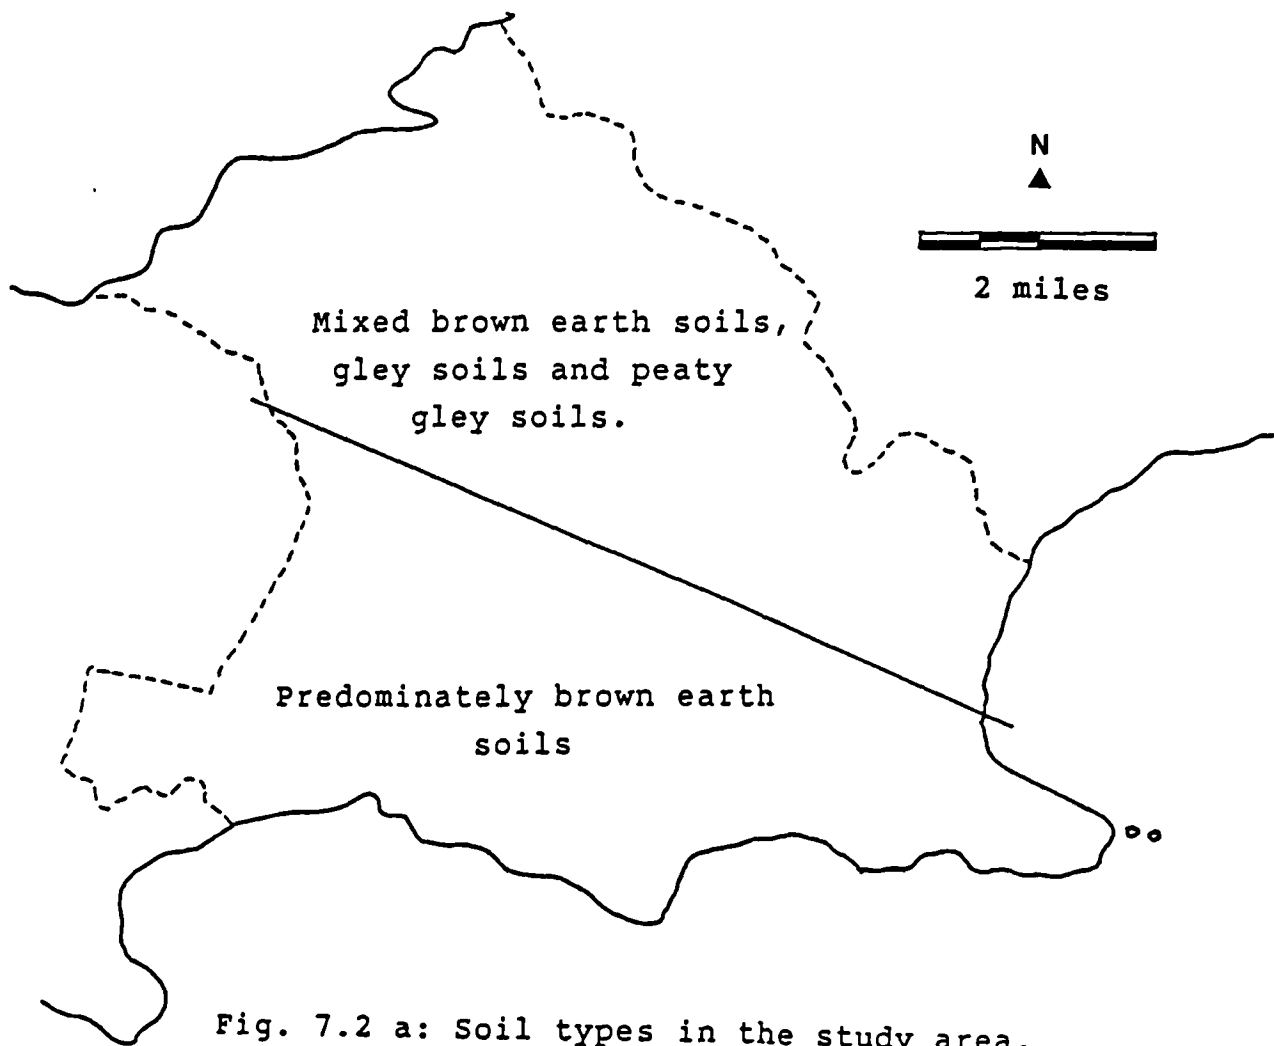 N
2 miles
Mixed brown earth soils,
gley soils and peaty
gley soils.
Predominately brown earth
soils
Fig. 7.2 a: Soil types in the study area.